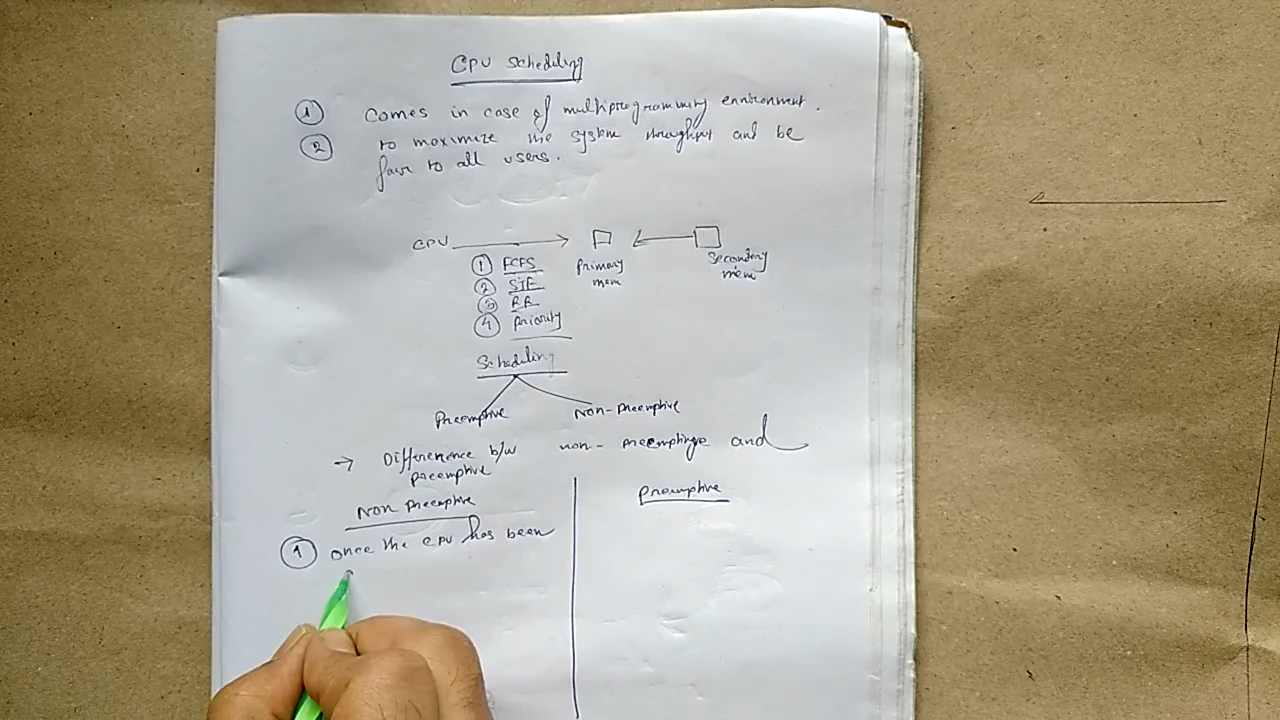 CPU Scheduling
① Comes in case of multiprogramming environment.
② to maximize the system throughput and be
fair to all users.
CPU
① FCFS
② SJF
③ RR
④ Priority
Primary
mem
Secondary
mem
Scheduling
Preemptive Non-Preemptive
→ Difference b/w non-preemptive and
preemptive
Non Preemptive
Preemptive
① once the CPU has been